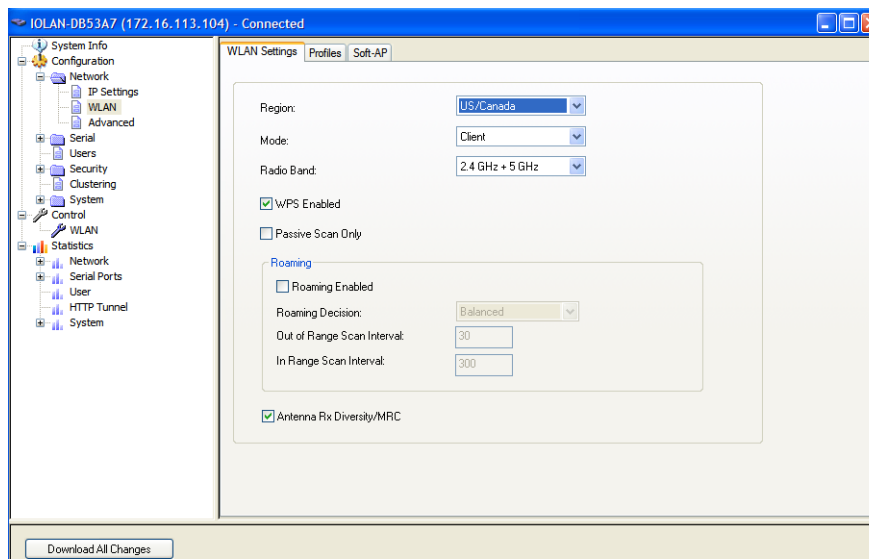 IOLAN-DB53A7 (172.16.113.104) - Connected
System Info
Configuration
Network
IP Settings
WLAN
Advanced
Serial
Users
Security
Clustering
System
Control
WLAN
Statistics
Network
Serial Ports
User
HTTP Tunnel
System
WLAN Settings Profiles Soft-AP
Region: US/Canada
Mode: Client
Radio Band: 2.4 GHz + 5 GHz
WPS Enabled
Passive Scan Only
Roaming
Roaming Enabled
Roaming Decision: Balanced
Out of Range Scan Interval: 30
In Range Scan Interval: 300
Antenna Rx Diversity/MRC
Download All Changes